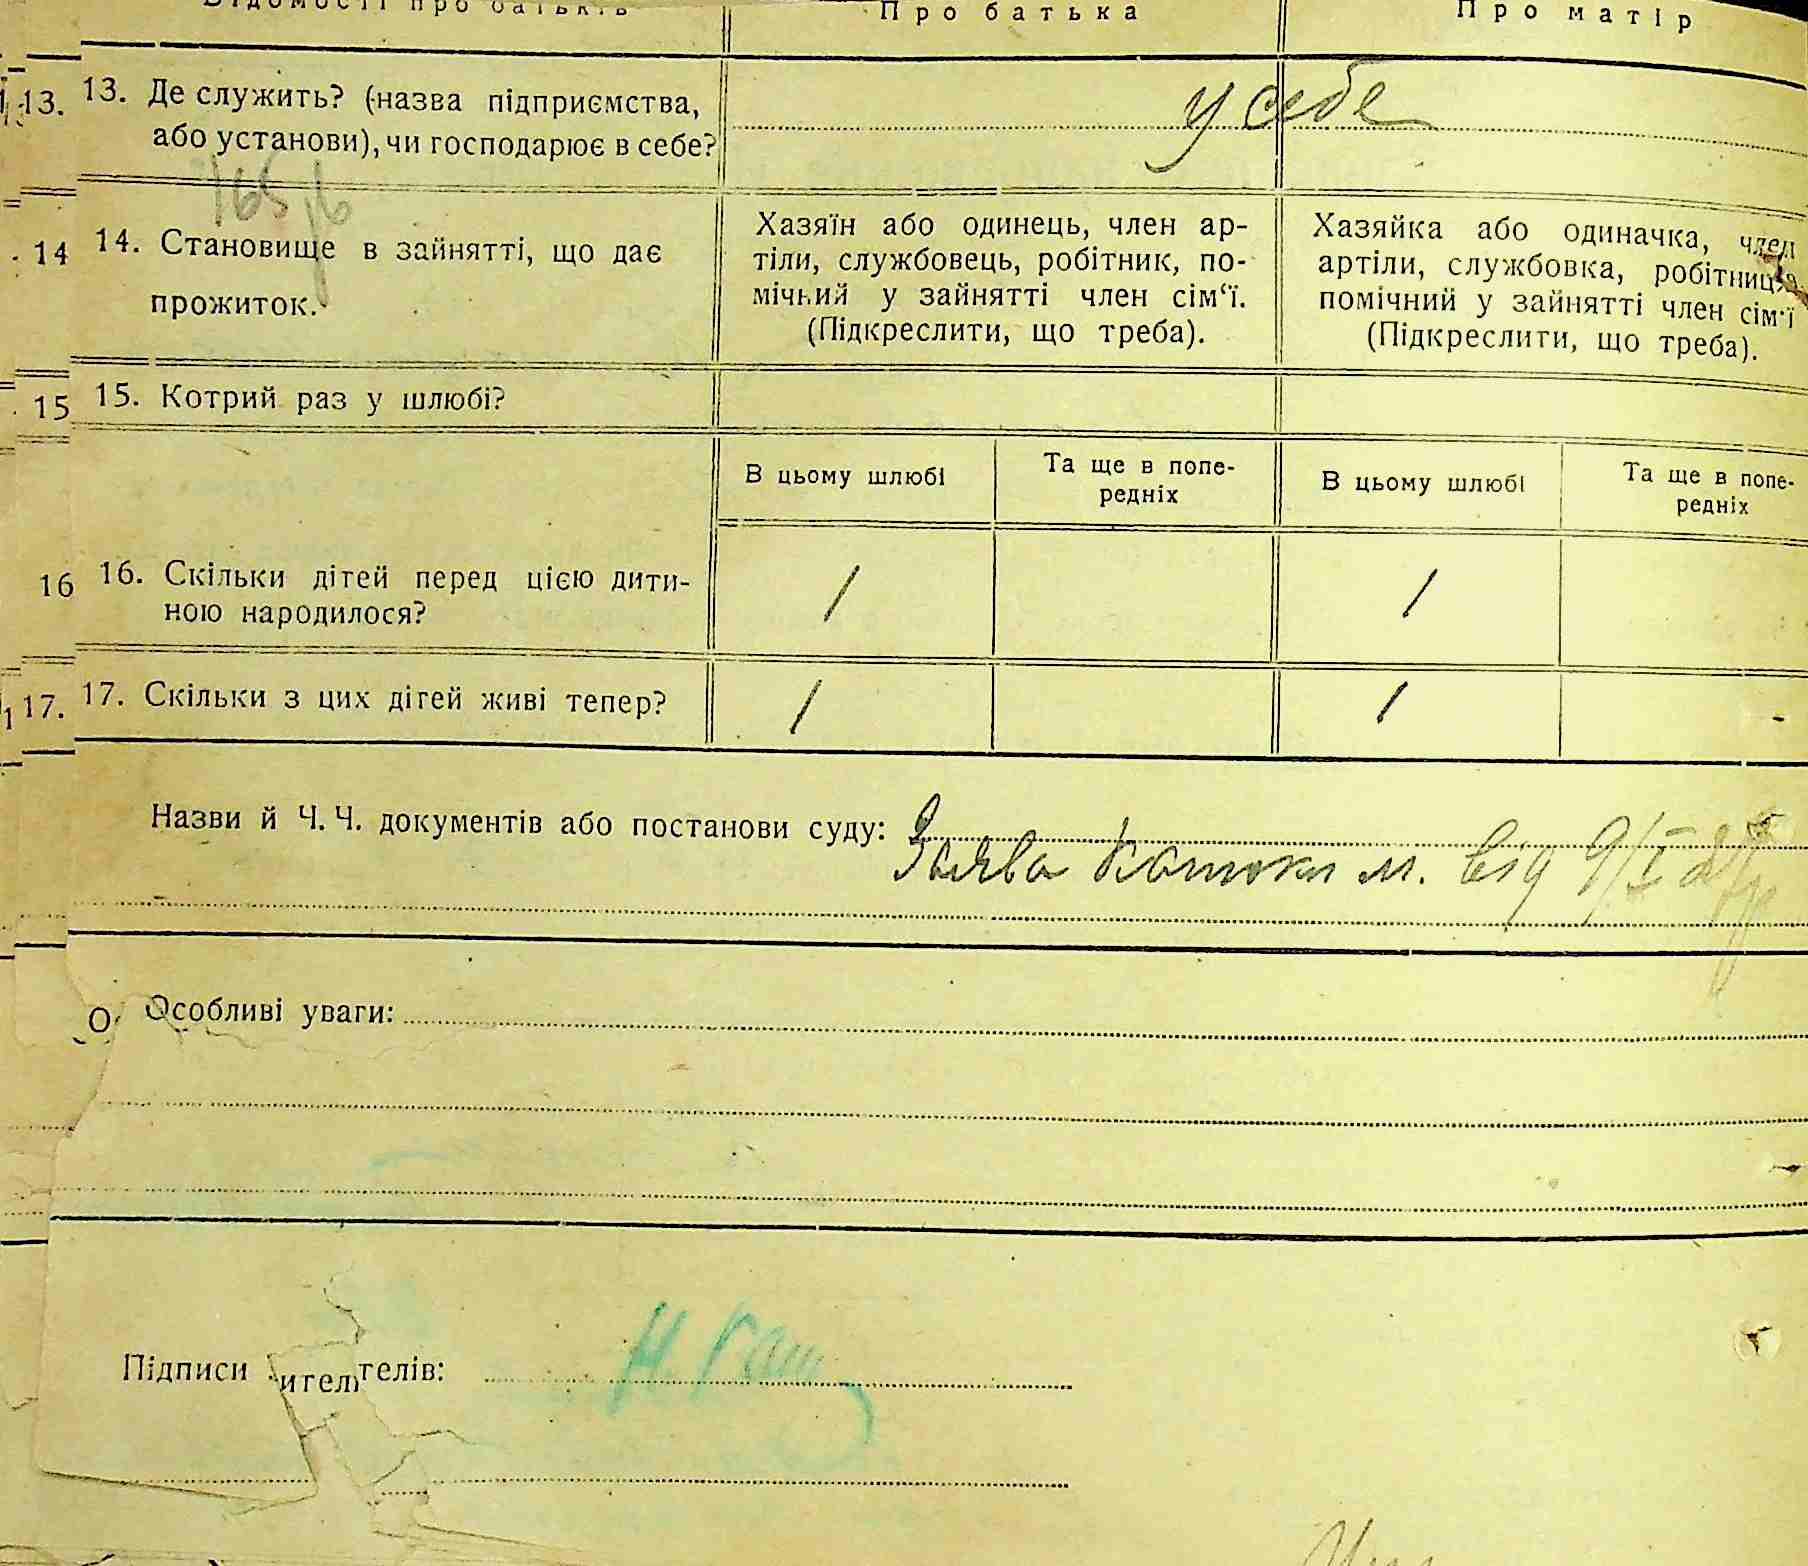 Відомості про батьків Про батька Про матір
13. 13. Де служить? (назва підприємства,
або установи), чи господарює в себе?
у себе
14 14. Становище в зайнятті, що дає
прожиток.
Хазяїн або одинець, член ар-
тіли, службовець, робітник, по-
мічний у зайнятті член сім‘ї.
(Підкреслити, що треба).
Хазяйка або одиначка, член
артіли, службовка, робітниця,
помічний у зайнятті член сім‘ї
(Підкреслити, що треба).
15 15. Котрий раз у шлюбі?
В цьому шлюбі
Та ще в попе-
редніх
В цьому шлюбі
Та ще в попе-
редніх
16 16. Скільки дітей перед цією дити-
ною народилося?
1 1
17. 17. Скільки з цих дітей живі тепер?
1 1
Назви й Ч. Ч. документів або постанови суду:
Заява м. від 9/I
О Особливі уваги:
Підписи ителі телів: